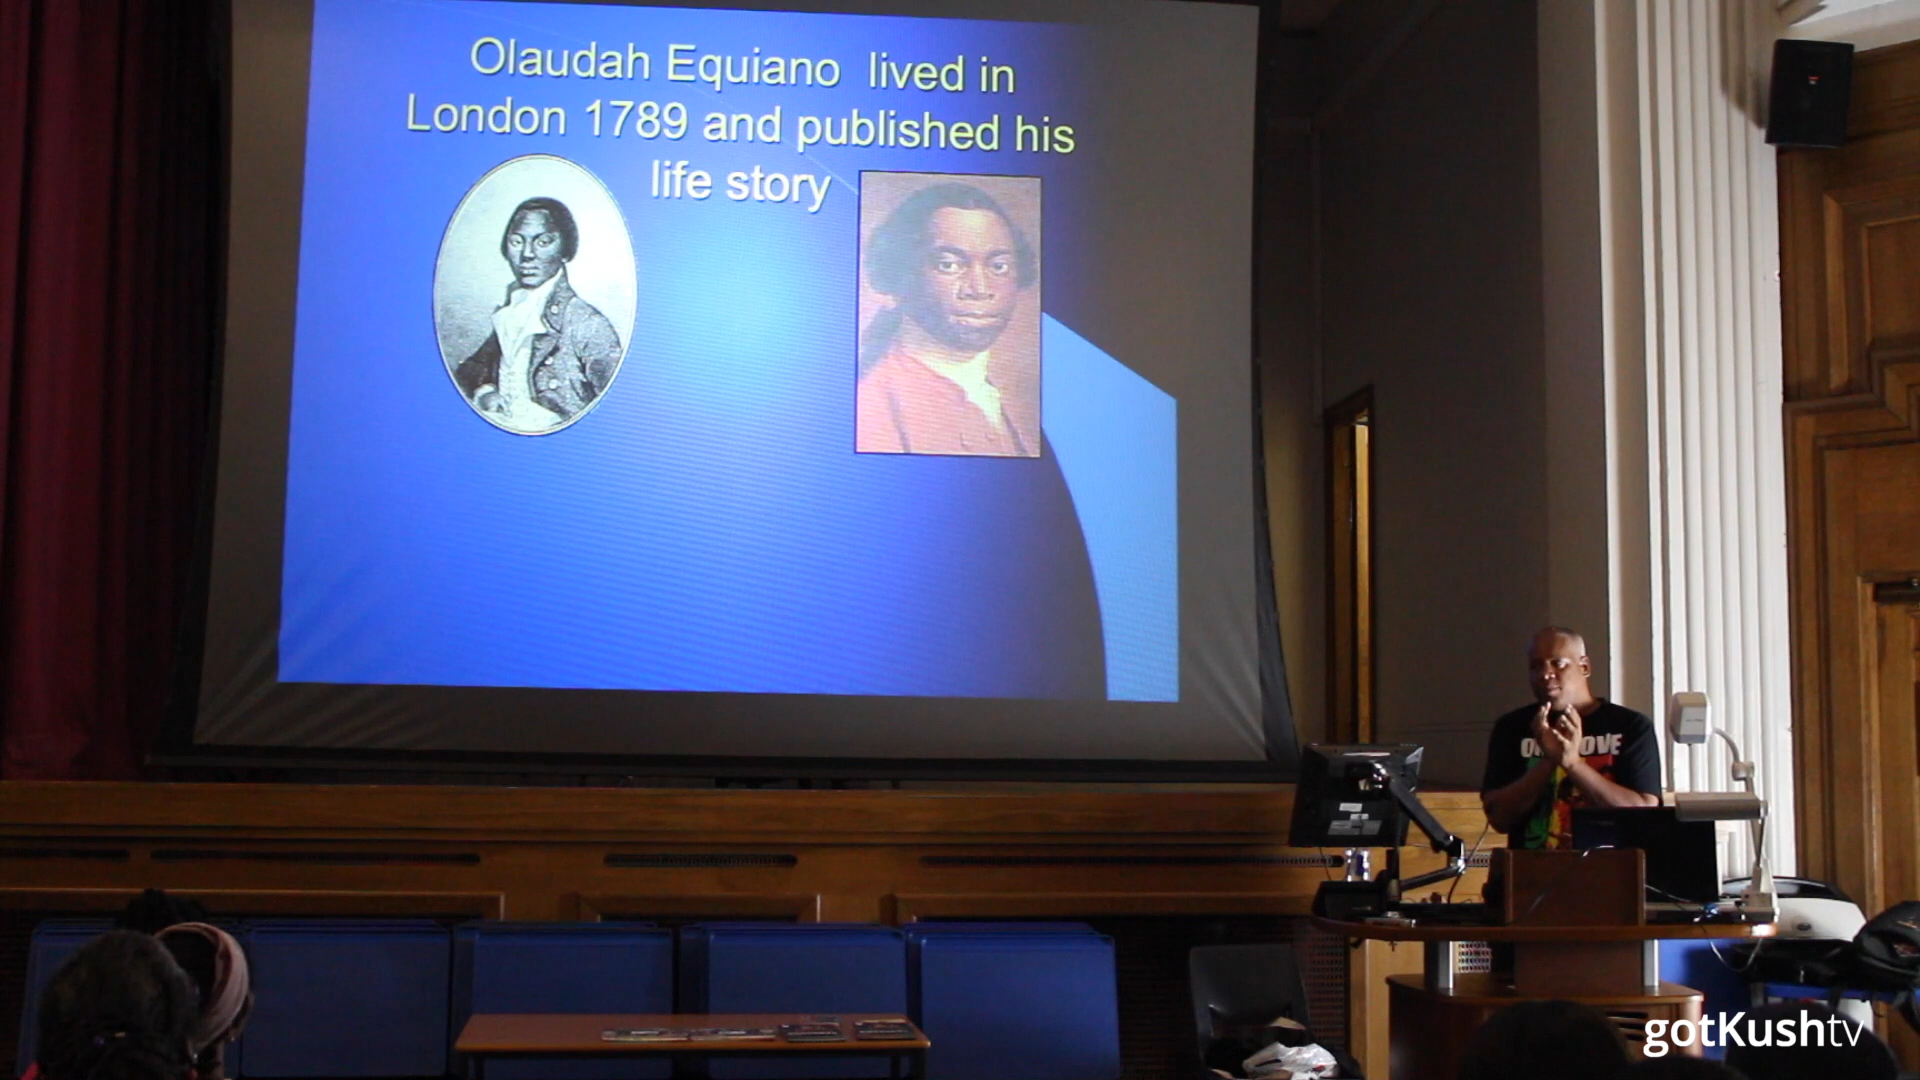 Olaudah Equiano lived in
London 1789 and published his
life story
gotKushtv